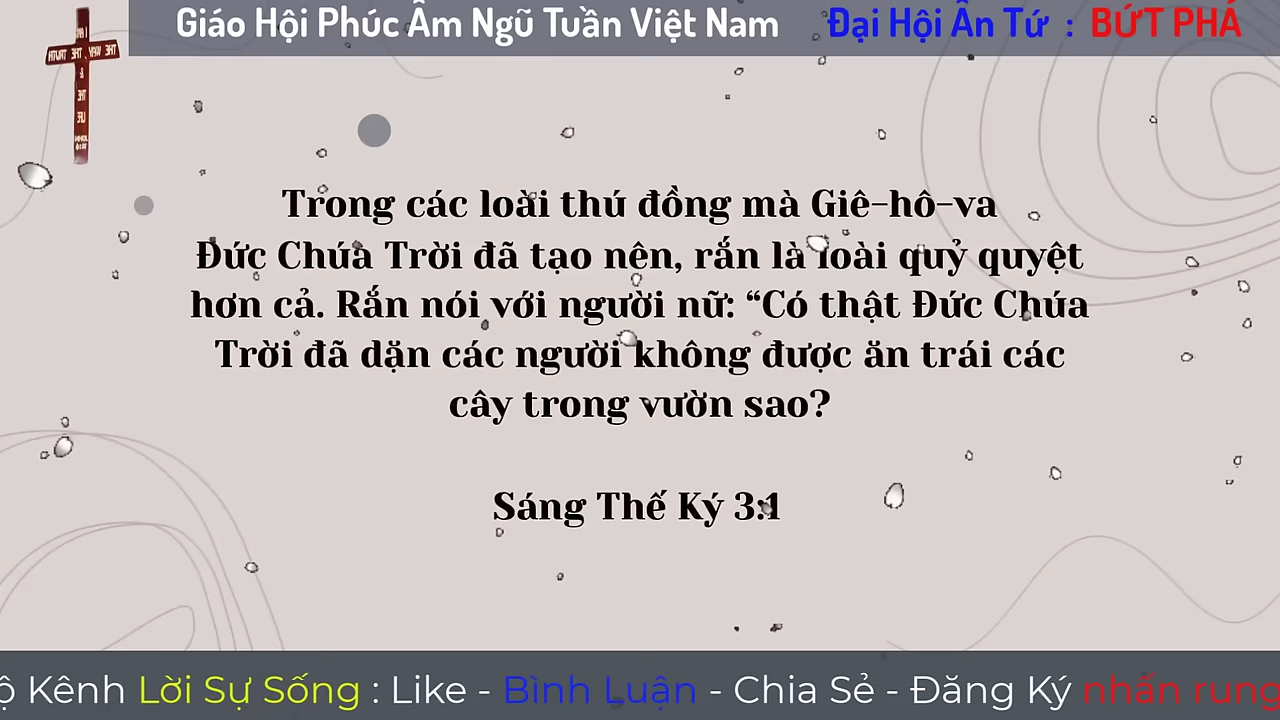 Giáo Hội Phúc Âm Ngũ Tuần Việt Nam Đại Hội Ân Tứ : BỨT PHÁ
Trong các loài thú đồng mà Giê-hô-va
Đức Chúa Trời đã tạo nên, rắn là loài quỷ quyệt
hơn cả. Rắn nói với người nữ: “Có thật Đức Chúa
Trời đã dặn các người không được ăn trái các
cây trong vườn sao?
Sáng Thế Ký 3:1
Kênh Lời Sự Sống : Like - Bình Luận - Chia Sẻ - Đăng Ký nhấn rung